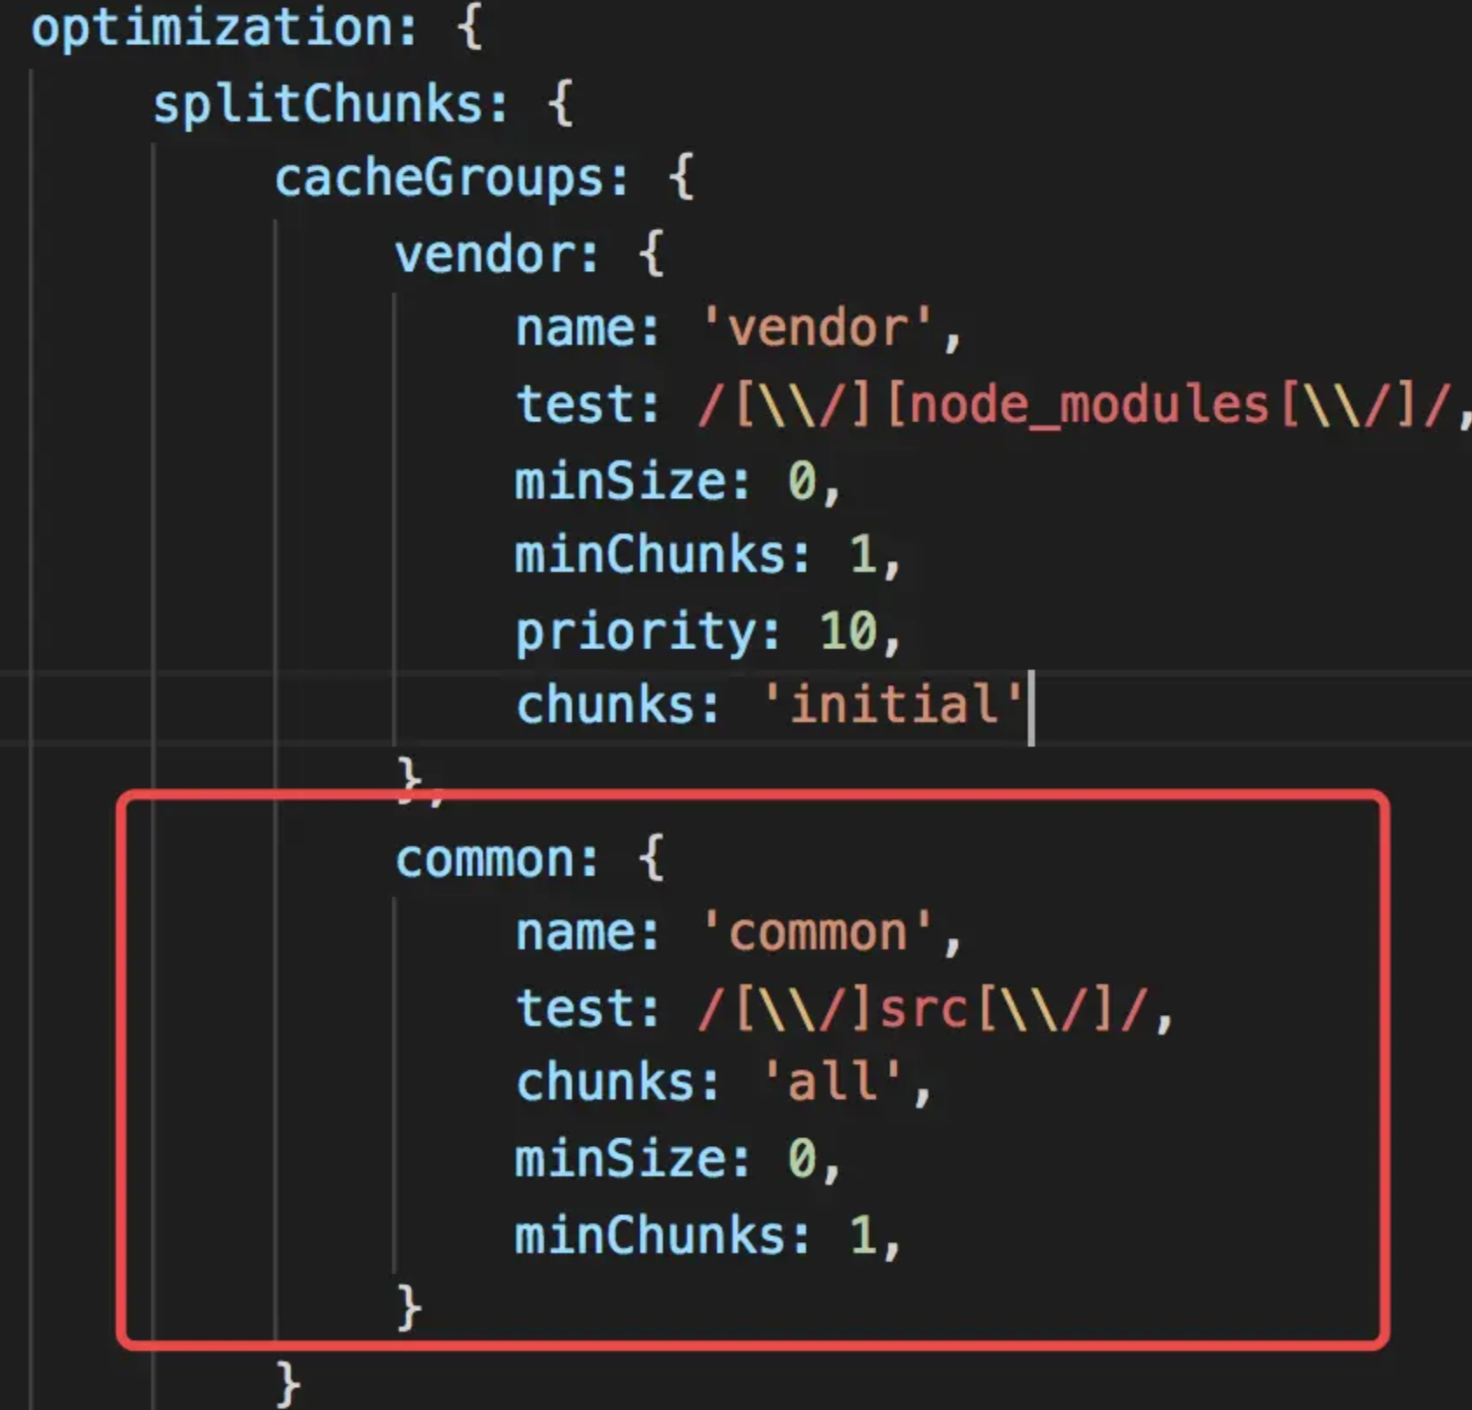 optimization: {
splitChunks: {
cacheGroups: {
vendor: {
name: 'vendor',
test: /[\\/][node_modules[\\/]/,
minSize: 0,
minChunks: 1,
priority: 10,
chunks: 'initial'
},
common: {
name: 'common',
test: /[\\/]src[\\/]/,
chunks: 'all',
minSize: 0,
minChunks: 1,
}
}